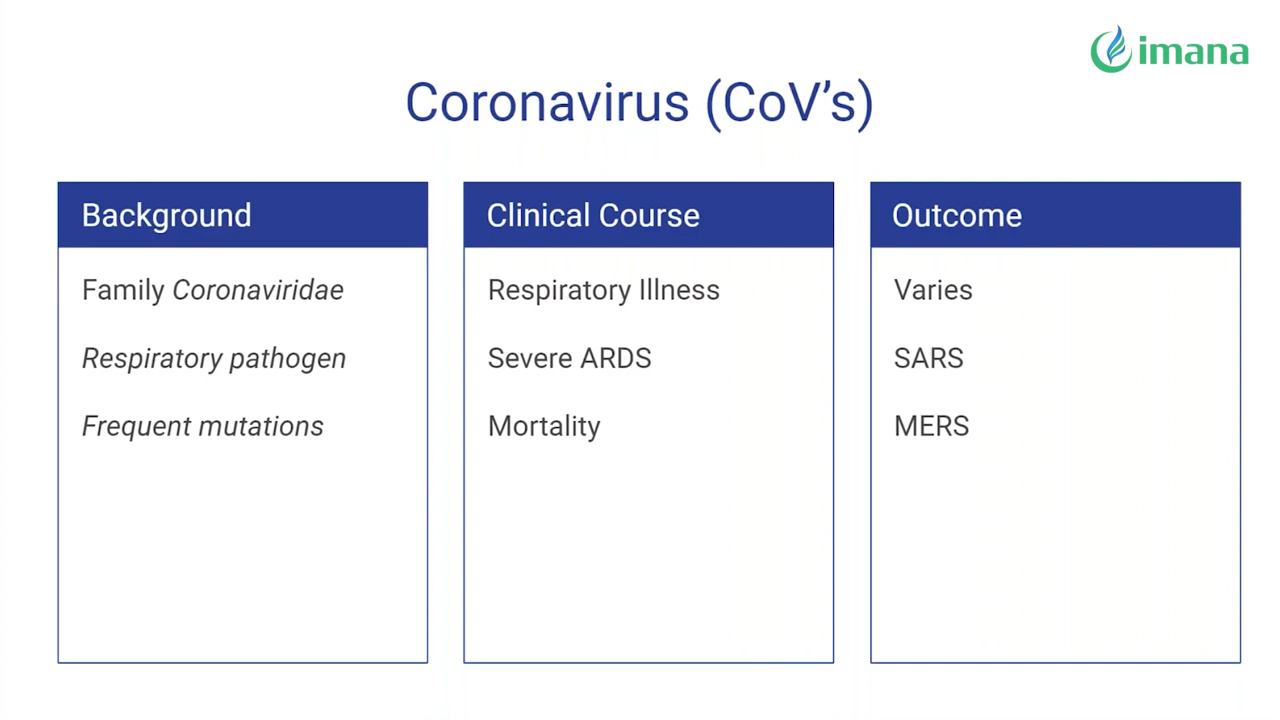 imana
Coronavirus (CoV’s)
Background
Family Coronaviridae
Respiratory pathogen
Frequent mutations
Clinical Course
Respiratory Illness
Severe ARDS
Mortality
Outcome
Varies
SARS
MERS